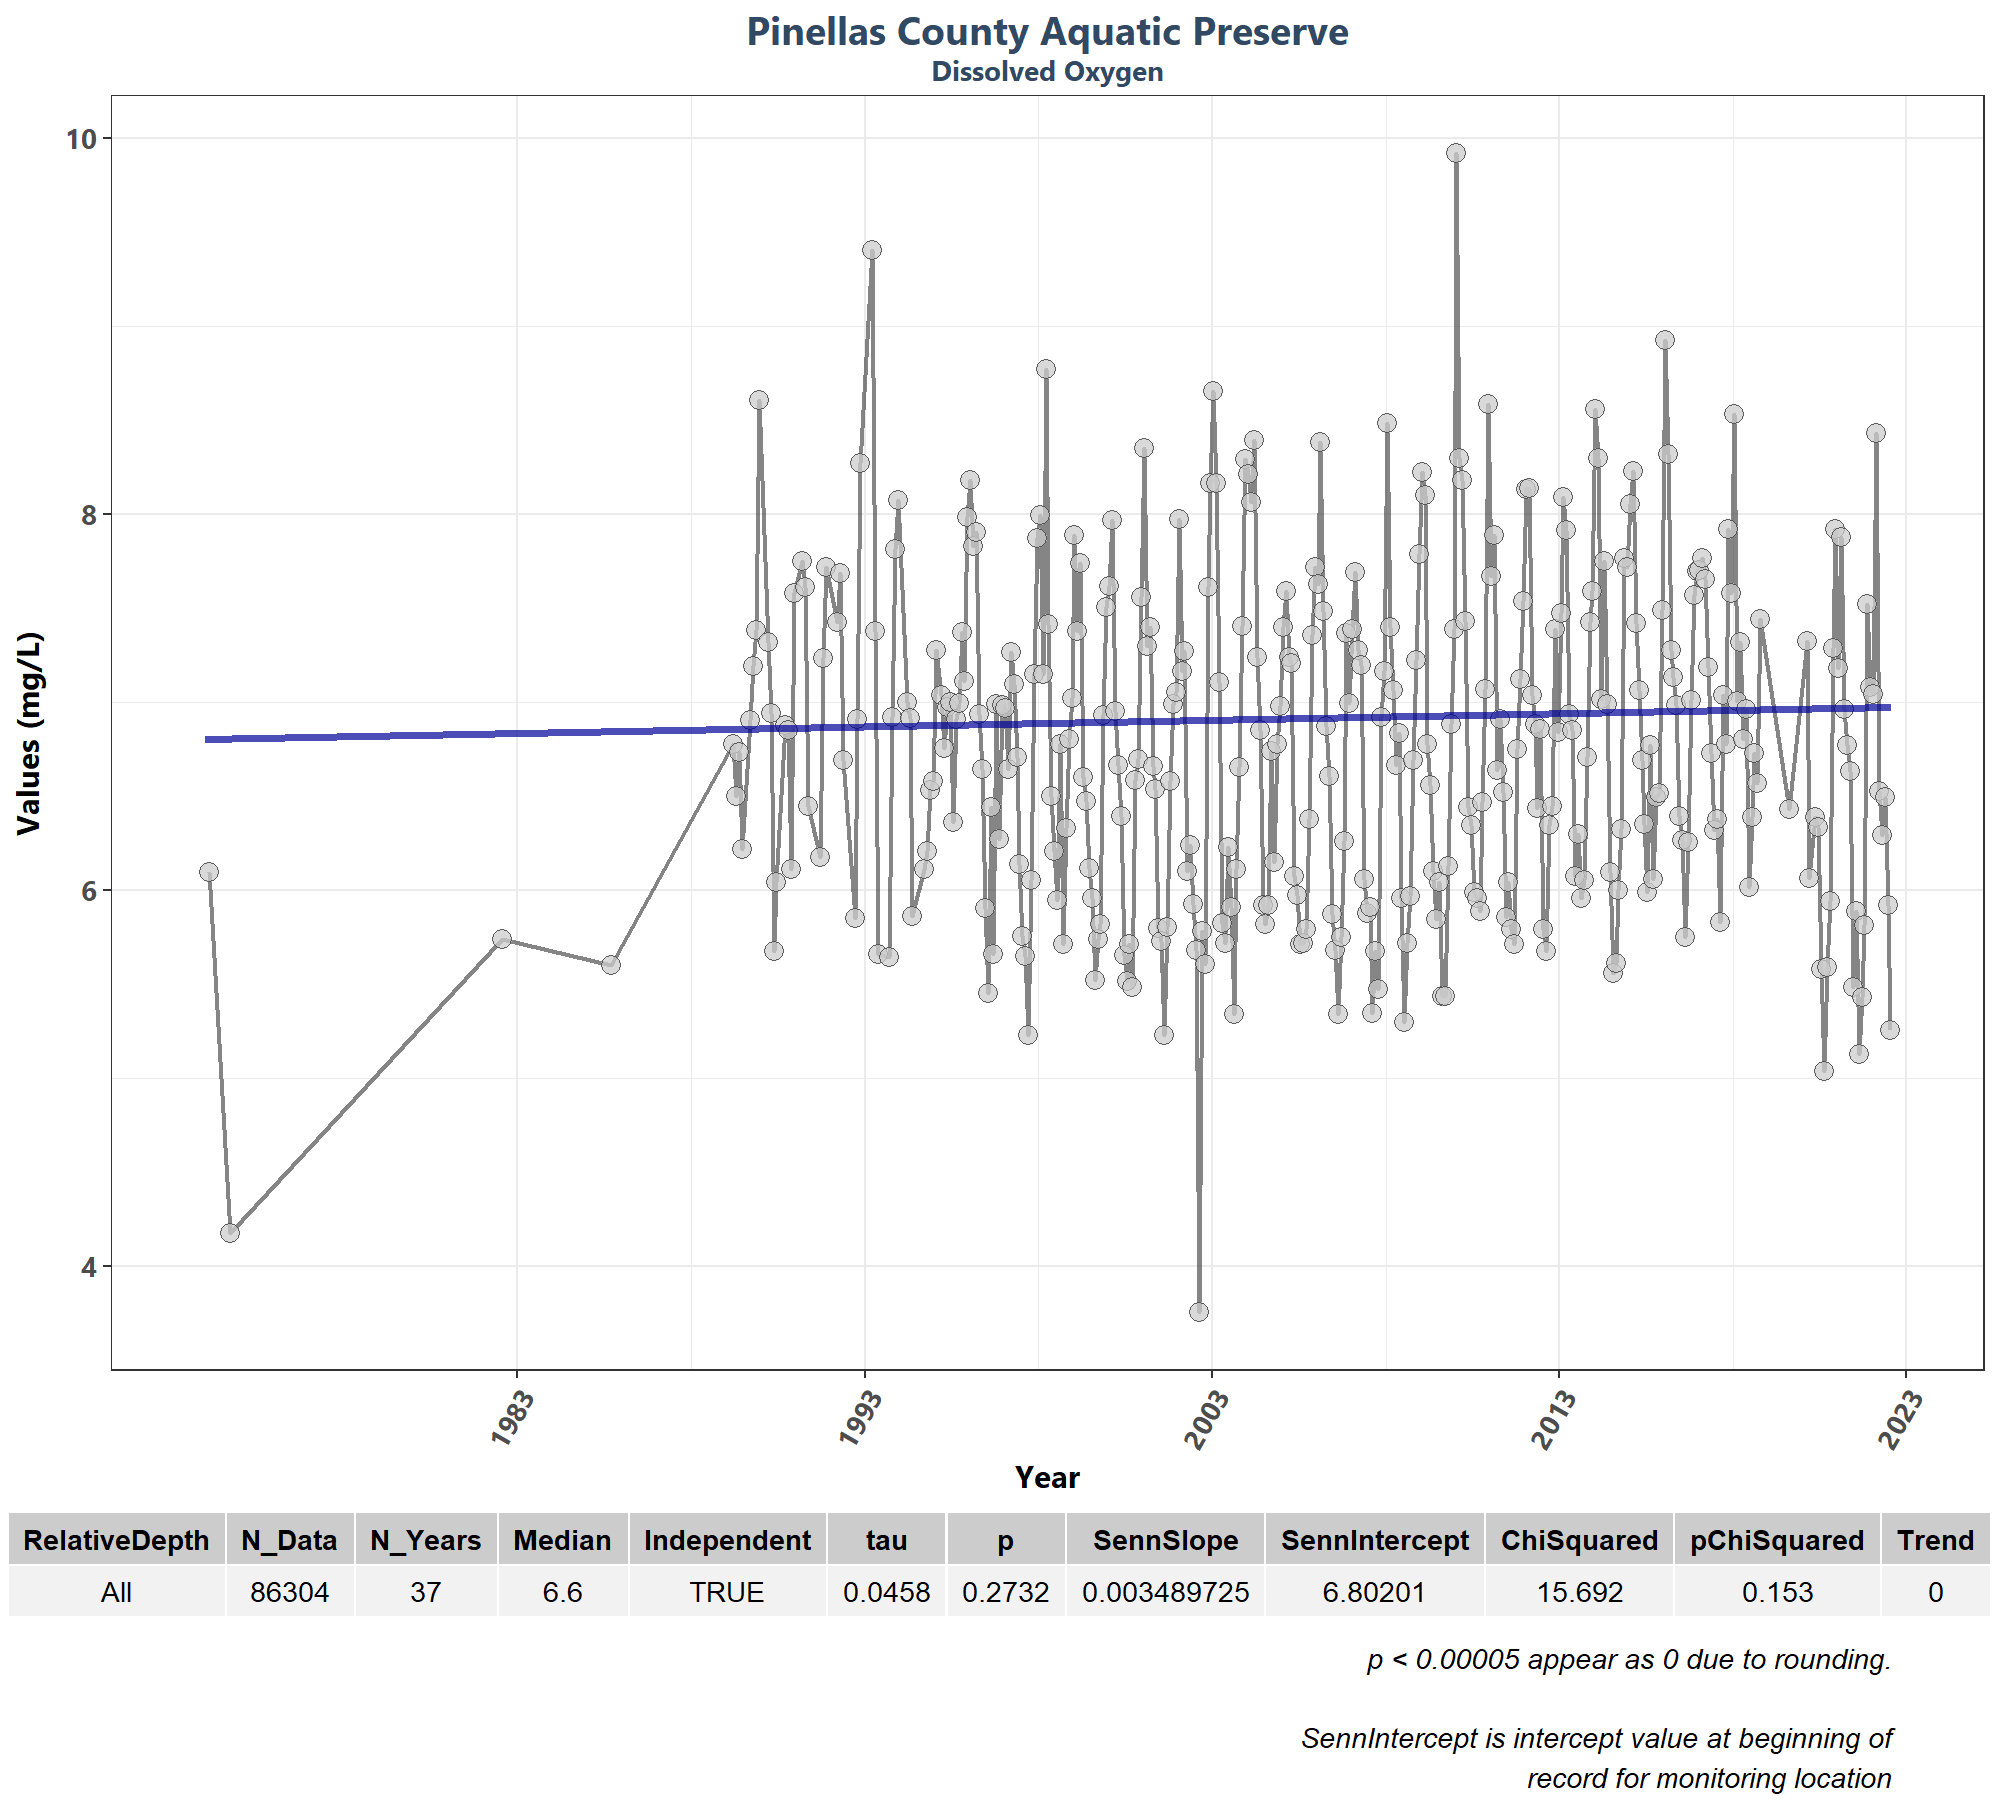 Pinellas County Aquatic Preserve
Dissolved Oxygen
10
8
6
4
Values (mg/L)
1983
1993
2003
2013
2023
Year
RelativeDepth N_Data N_Years Median Independent tau p SennSlope SennIntercept ChiSquared pChiSquared Trend
All 86304 37 6.6 TRUE 0.0458 0.2732 0.003489725 6.80201 15.692 0.153 0
p < 0.00005 appear as 0 due to rounding.
SennIntercept is intercept value at beginning of
record for monitoring location